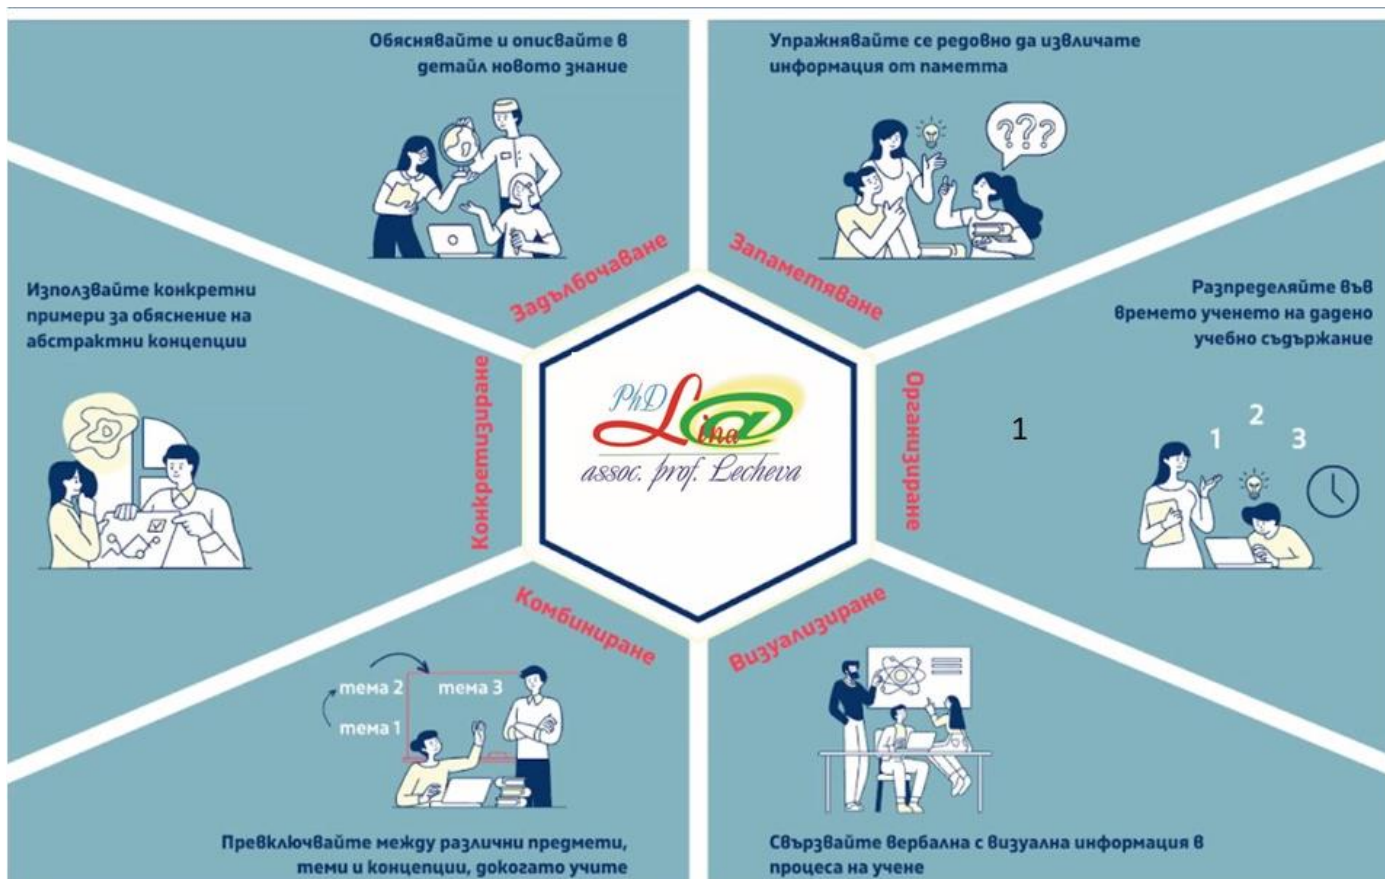 Обяснявайте и описвайте в
детайл новото знание
Упражнявайте се редовно да извличате
информация от паметта
???
Задълбочаване
Запаметяване
Използвайте конкретни
примери за обяснение на
абстрактни концепции
Разпределяйте във
времето ученето на дадено
учебно съдържание
Конкретизиране
PhD
Lin@
ina
assoc. prof. Lecheva
Организиране
1
1
2
3
Комбиниране
Визуализиране
тема 2
тема 3
тема 1
Превключвайте между различни предмети,
теми и концепции, докогато учите
Свързвайте вербална с визуална информация в
процеса на учене